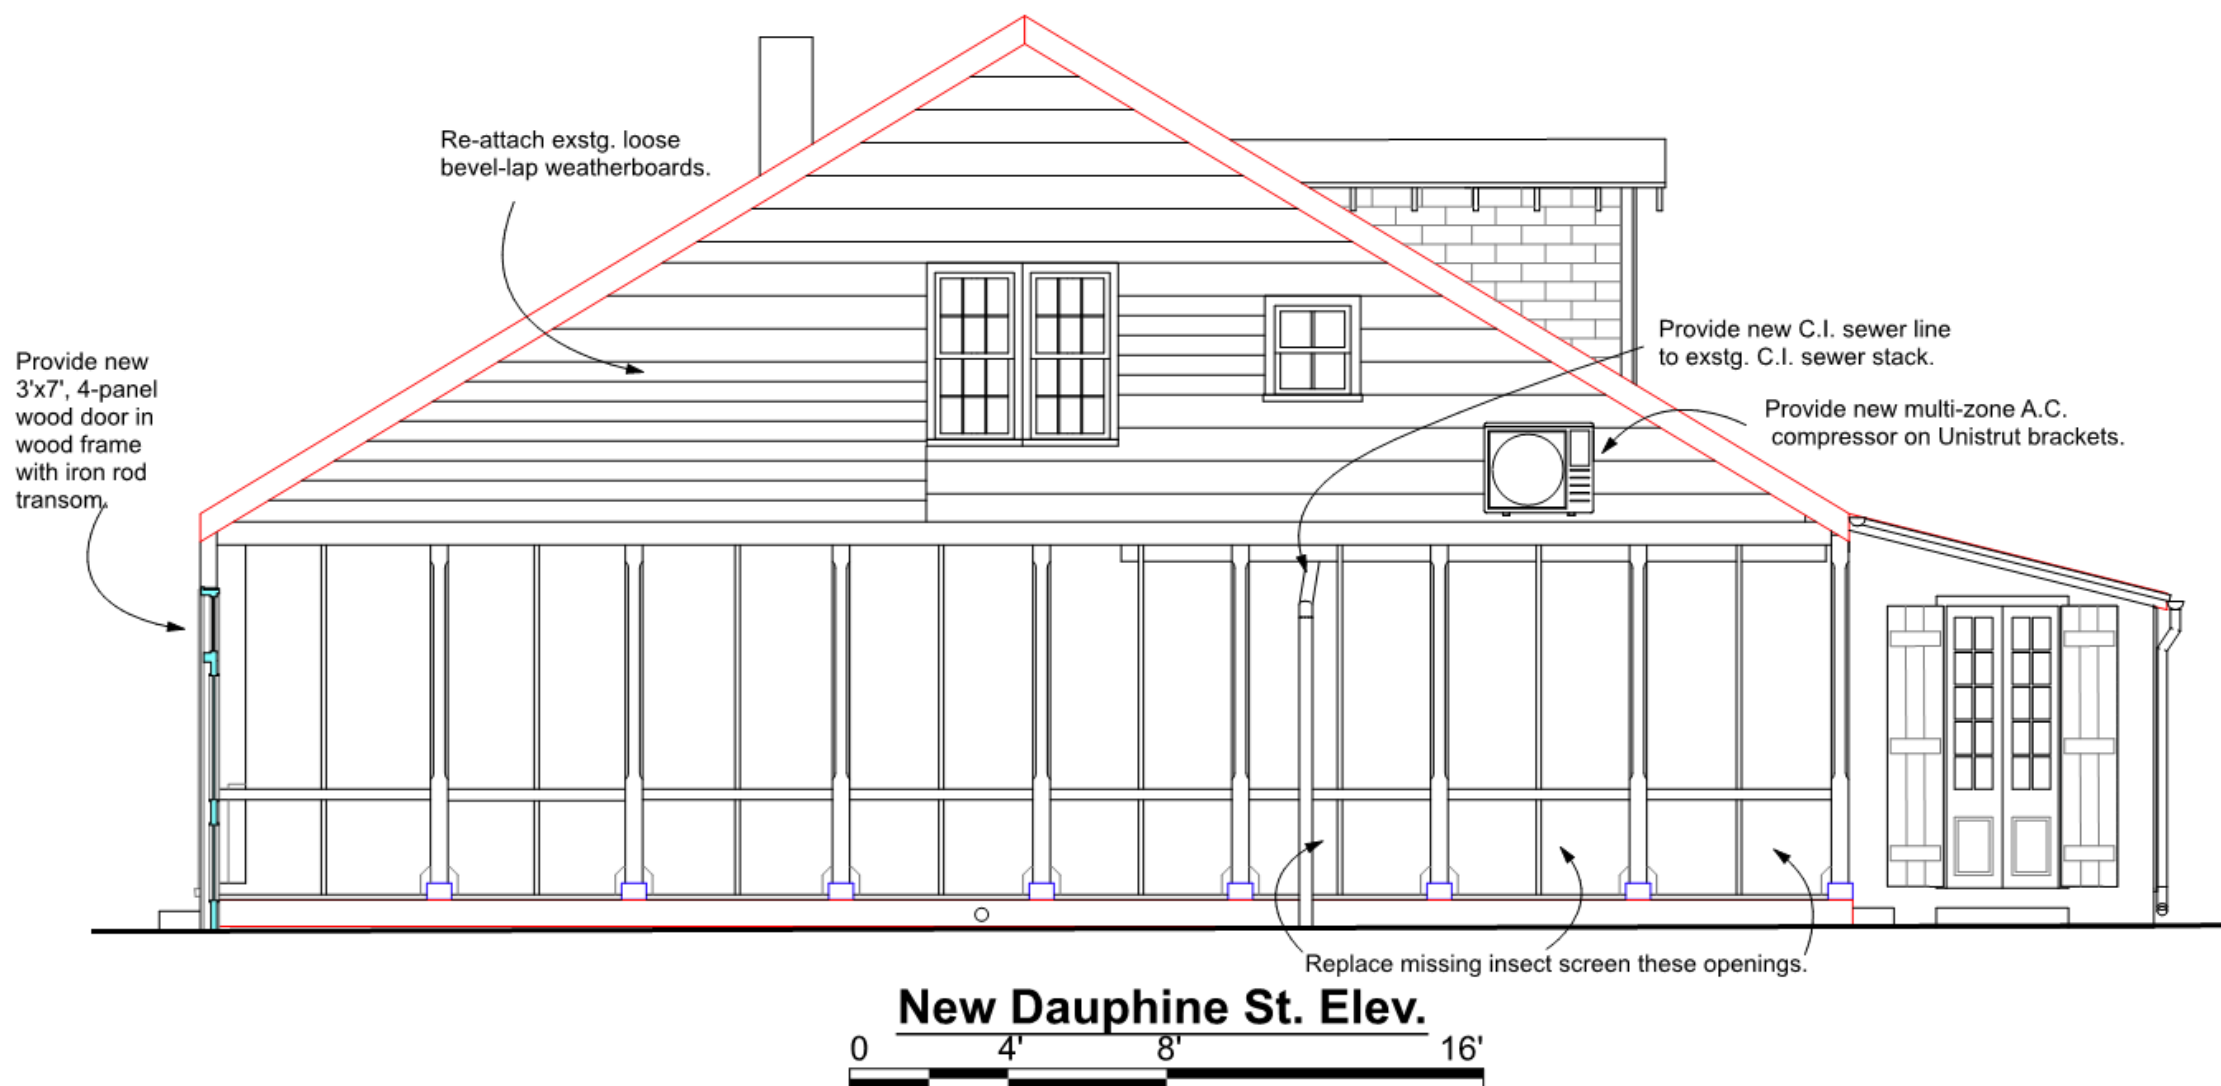 Re-attach exstg. loose
bevel-lap weatherboards.
Provide new
3'x7', 4-panel
wood door in
wood frame
with iron rod
transom.
Provide new C.I. sewer line
to exstg. C.I. sewer stack.
Provide new multi-zone A.C.
compressor on Unistrut brackets.
Replace missing insect screen these openings.
New Dauphine St. Elev.
0 4' 8' 16'